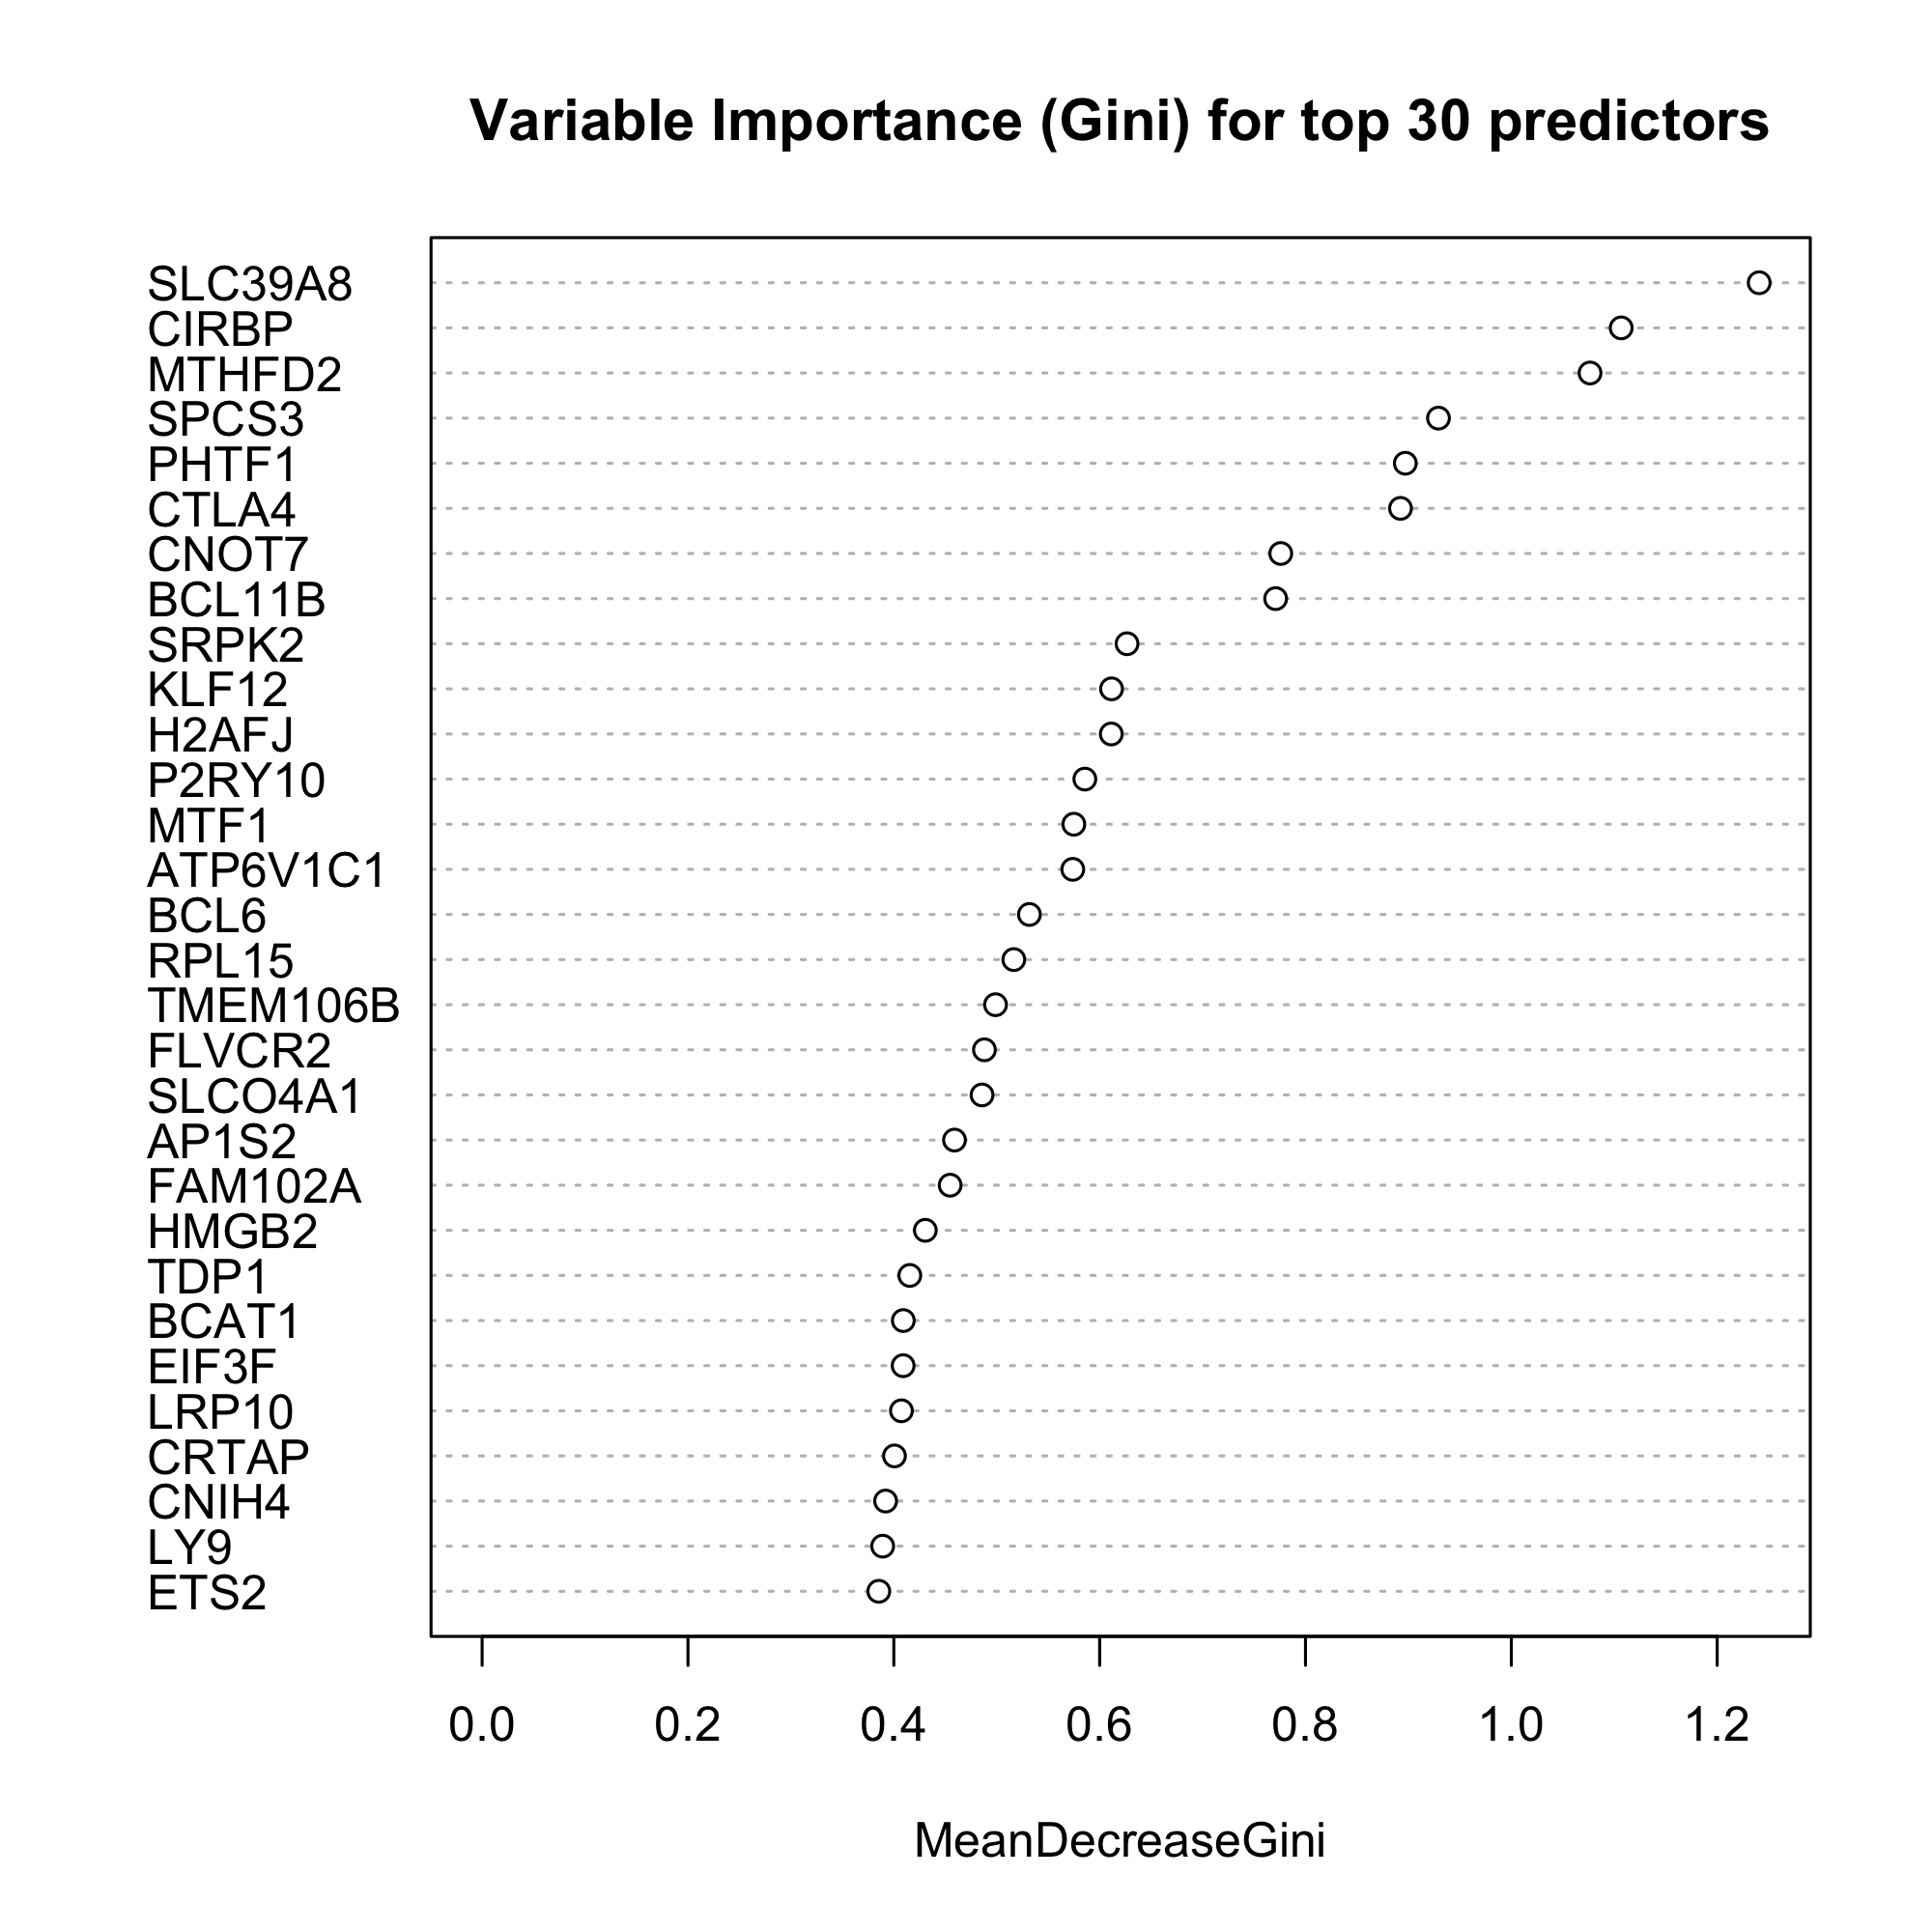 Variable Importance (Gini) for top 30 predictors
SLC39A8
CIRBP
MTHFD2
SPCS3
PHTF1
CTLA4
CNOT7
BCL11B
SRPK2
KLF12
H2AFJ
P2RY10
MTF1
ATP6V1C1
BCL6
RPL15
TMEM106B
FLVCR2
SLCO4A1
AP1S2
FAM102A
HMGB2
TDP1
BCAT1
EIF3F
LRP10
CRTAP
CNIH4
LY9
ETS2
0.0 0.2 0.4 0.6 0.8 1.0 1.2
MeanDecreaseGini